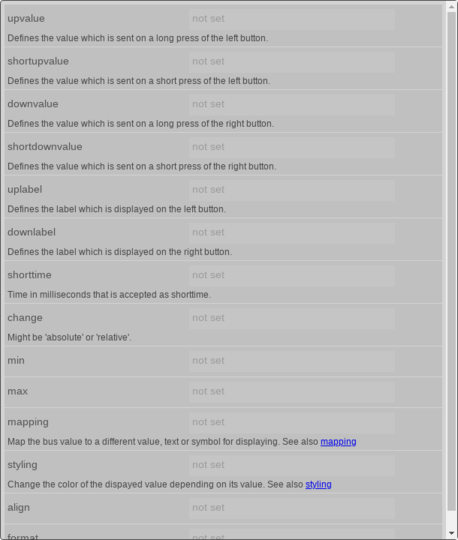 upvalue not set
Defines the value which is sent on a long press of the left button.
shortupvalue not set
Defines the value which is sent on a short press of the left button.
downvalue not set
Defines the value which is sent on a long press of the right button.
shortdownvalue not set
Defines the value which is sent on a short press of the right button.
uplabel not set
Defines the label which is displayed on the left button.
downlabel not set
Defines the label which is displayed on the right button.
shorttime not set
Time in milliseconds that is accepted as shorttime.
change not set
Might be 'absolute' or 'relative'.
min not set
max not set
mapping not set
Map the bus value to a different value, text or symbol for displaying. See also mapping
styling not set
Change the color of the dispayed value depending on its value. See also styling
align not set
format not set